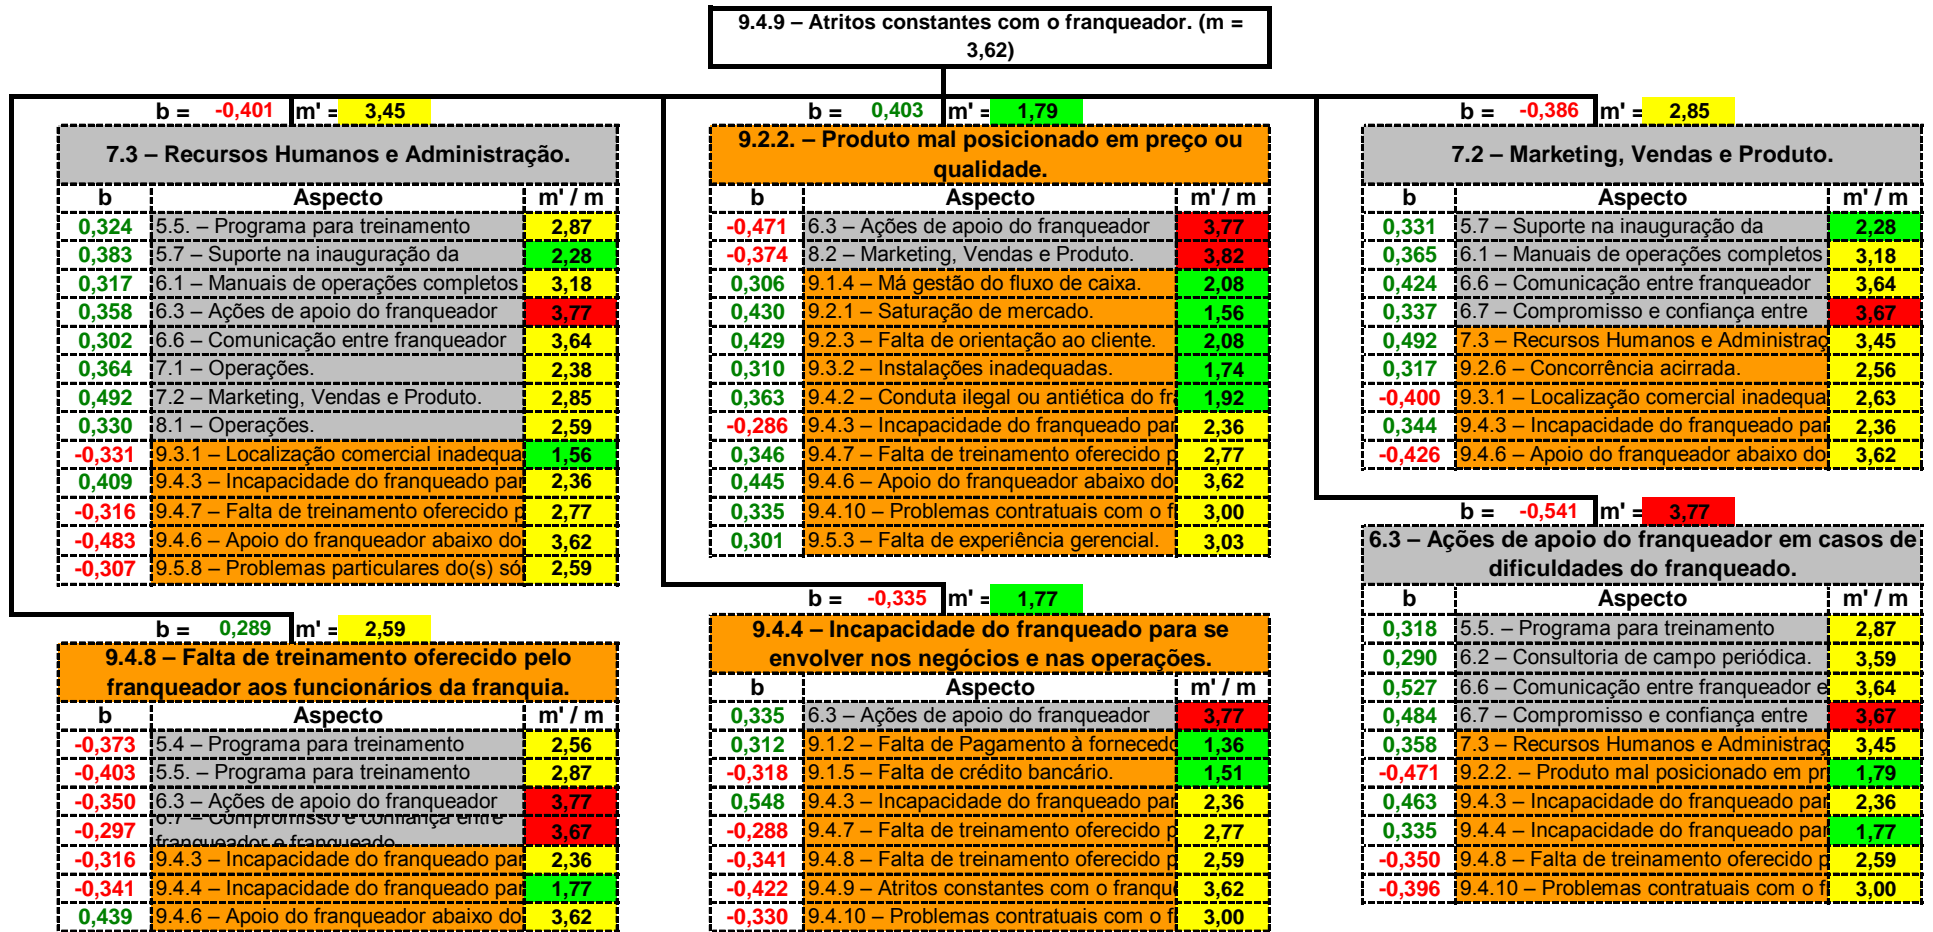 9.4.9 – Atritos constantes com o franqueador. (m =
3,62)
b = -0,401 m' = 3,45
7.3 – Recursos Humanos e Administração.
b Aspecto m' / m
0,324 5.5. – Programa para treinamento 2,87
0,383 5.7 – Suporte na inauguração da 2,28
0,317 6.1 – Manuais de operações completos 3,18
0,358 6.3 – Ações de apoio do franqueador 3,77
0,302 6.6 – Comunicação entre franqueador 3,64
0,364 7.1 – Operações. 2,38
0,492 7.2 – Marketing, Vendas e Produto. 2,85
0,330 8.1 – Operações. 2,59
-0,331 9.3.1 – Localização comercial inadequa 1,56
0,409 9.4.3 – Incapacidade do franqueado par 2,36
-0,316 9.4.7 – Falta de treinamento oferecido p 2,77
-0,483 9.4.6 – Apoio do franqueador abaixo do 3,62
-0,307 9.5.8 – Problemas particulares do(s) só 2,59
b = 0,289 m' = 2,59
9.4.8 – Falta de treinamento oferecido pelo
franqueador aos funcionários da franquia.
b Aspecto m' / m
-0,373 5.4 – Programa para treinamento 2,56
-0,403 5.5. – Programa para treinamento 2,87
-0,350 6.3 – Ações de apoio do franqueador 3,77
-0,297 6.7 – Compromisso e confiança entre 3,67
franqueador e franqueado
-0,316 9.4.3 – Incapacidade do franqueado par 2,36
-0,341 9.4.4 – Incapacidade do franqueado par 1,77
0,439 9.4.6 – Apoio do franqueador abaixo do 3,62
b = 0,403 m' = 1,79
9.2.2. – Produto mal posicionado em preço ou
qualidade.
b Aspecto m' / m
-0,471 6.3 – Ações de apoio do franqueador 3,77
-0,374 8.2 – Marketing, Vendas e Produto. 3,82
0,306 9.1.4 – Má gestão do fluxo de caixa. 2,08
0,430 9.2.1 – Saturação de mercado. 1,56
0,429 9.2.3 – Falta de orientação ao cliente. 2,08
0,310 9.3.2 – Instalações inadequadas. 1,74
0,363 9.4.2 – Conduta ilegal ou antiética do fr 1,92
-0,286 9.4.3 – Incapacidade do franqueado par 2,36
0,346 9.4.7 – Falta de treinamento oferecido p 2,77
0,445 9.4.6 – Apoio do franqueador abaixo do 3,62
0,335 9.4.10 – Problemas contratuais com o f 3,00
0,301 9.5.3 – Falta de experiência gerencial. 3,03
b = -0,335 m' = 1,77
9.4.4 – Incapacidade do franqueado para se
envolver nos negócios e nas operações.
b Aspecto m' / m
0,335 6.3 – Ações de apoio do franqueador 3,77
0,312 9.1.2 – Falta de Pagamento à fornecedo 1,36
-0,318 9.1.5 – Falta de crédito bancário. 1,51
0,548 9.4.3 – Incapacidade do franqueado par 2,36
-0,288 9.4.7 – Falta de treinamento oferecido p 2,77
-0,341 9.4.8 – Falta de treinamento oferecido p 2,59
-0,422 9.4.9 – Atritos constantes com o franqu 3,62
-0,330 9.4.10 – Problemas contratuais com o f 3,00
b = -0,386 m' = 2,85
7.2 – Marketing, Vendas e Produto.
b Aspecto m' / m
0,331 5.7 – Suporte na inauguração da 2,28
0,365 6.1 – Manuais de operações completos 3,18
0,424 6.6 – Comunicação entre franqueador 3,64
0,337 6.7 – Compromisso e confiança entre 3,67
0,492 7.3 – Recursos Humanos e Administraç 3,45
0,317 9.2.6 – Concorrência acirrada. 2,56
-0,400 9.3.1 – Localização comercial inadequa 2,63
0,344 9.4.3 – Incapacidade do franqueado par 2,36
-0,426 9.4.6 – Apoio do franqueador abaixo do 3,62
b = -0,541 m' = 3,77
6.3 – Ações de apoio do franqueador em casos de
dificuldades do franqueado.
b Aspecto m' / m
0,318 5.5. – Programa para treinamento 2,87
0,290 6.2 – Consultoria de campo periódica. 3,59
0,527 6.6 – Comunicação entre franqueador e 3,64
0,484 6.7 – Compromisso e confiança entre 3,67
0,358 7.3 – Recursos Humanos e Administraç 3,45
-0,471 9.2.2. – Produto mal posicionado em pr 1,79
0,463 9.4.3 – Incapacidade do franqueado par 2,36
0,335 9.4.4 – Incapacidade do franqueado par 1,77
-0,350 9.4.8 – Falta de treinamento oferecido p 2,59
-0,396 9.4.10 – Problemas contratuais com o f 3,00